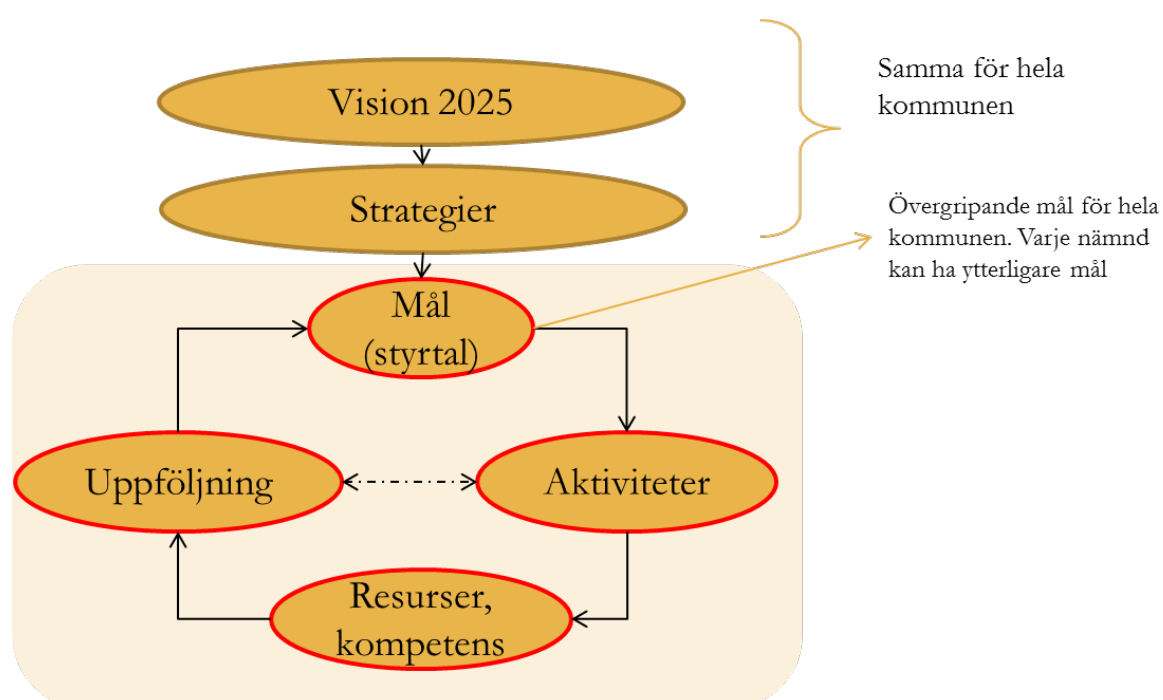 Vision 2025
Samma för hela
kommunen
Strategier
Övergripande mål för hela
kommunen. Varje nämnd
kan ha ytterligare mål
Mål
(styrtal)
Uppföljning
Aktiviteter
Resurser,
kompetens